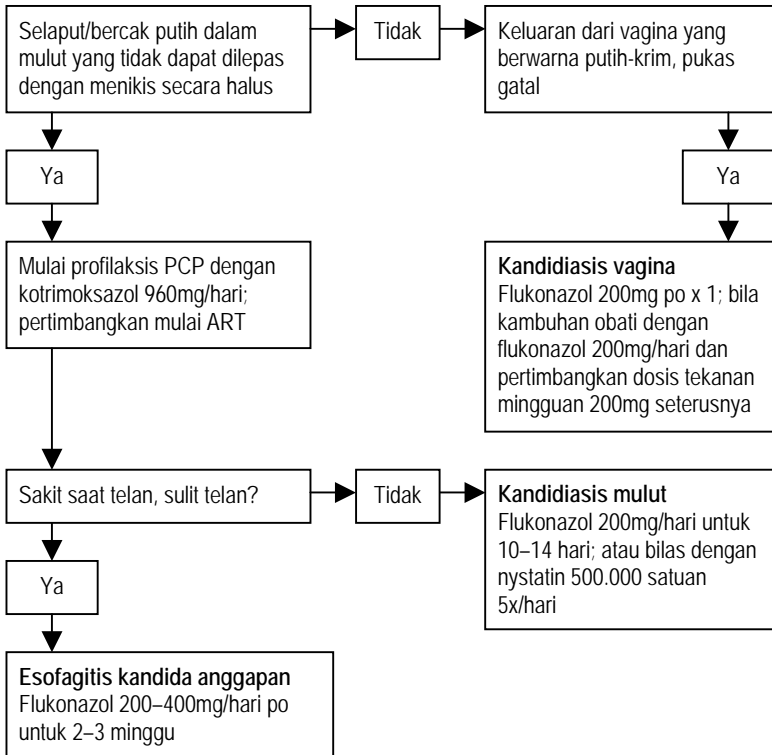 Selaput/bercak putih dalam
mulut yang tidak dapat dilepas
dengan menikis secara halus
Tidak
Keluaran dari vagina yang
berwarna putih-krim, pukas
gatal
Ya
Ya
Mulai profilaksis PCP dengan
kotrimoksazol 960mg/hari;
pertimbangkan mulai ART
Kandidiasis vagina
Flukonazol 200mg po x 1; bila
kambuhan obati dengan
flukonazol 200mg/hari dan
pertimbangkan dosis tekanan
mingguan 200mg seterusnya
Sakit saat telan, sulit telan?
Tidak
Kandidiasis mulut
Flukonazol 200mg/hari untuk
10–14 hari; atau bilas dengan
nystatin 500.000 satuan
5x/hari
Ya
Esofagitis kandida anggapan
Flukonazol 200–400mg/hari po
untuk 2–3 minggu